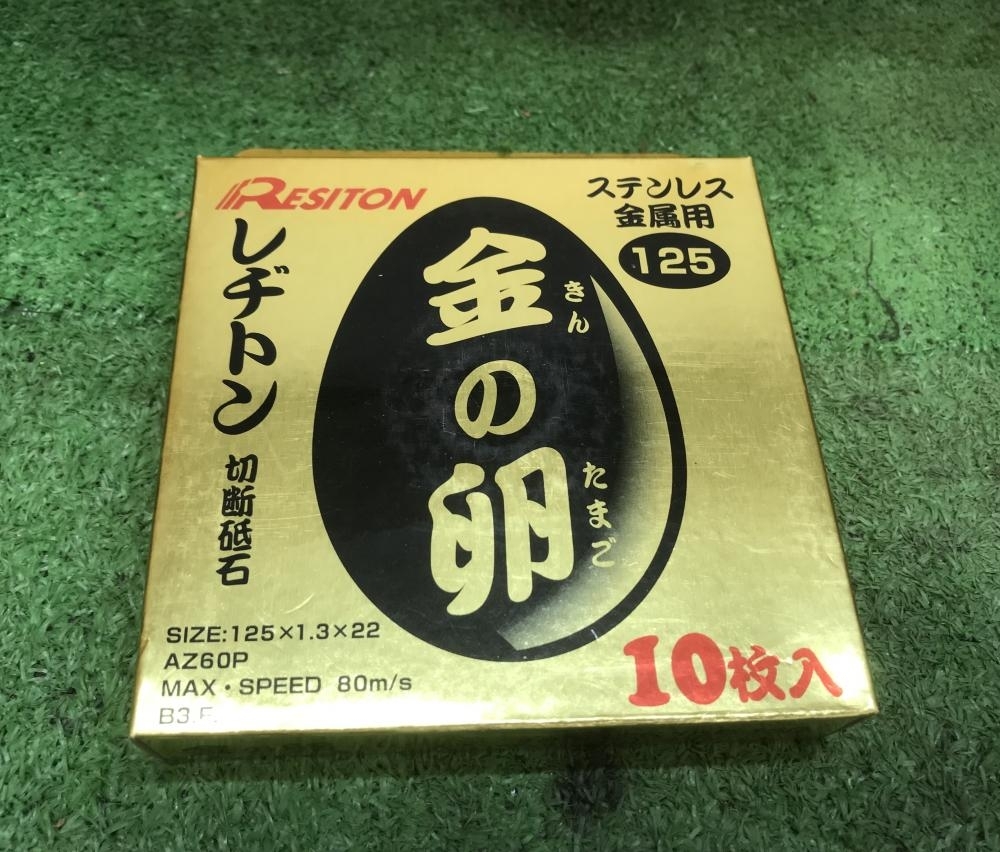 RESITON
レヂトン
切断砥石
金の卵
きん
たまご
ステンレス
金属用
125
SIZE:125×1.3×22
AZ60P
MAX・SPEED 80m/s
B3.F.
10枚入